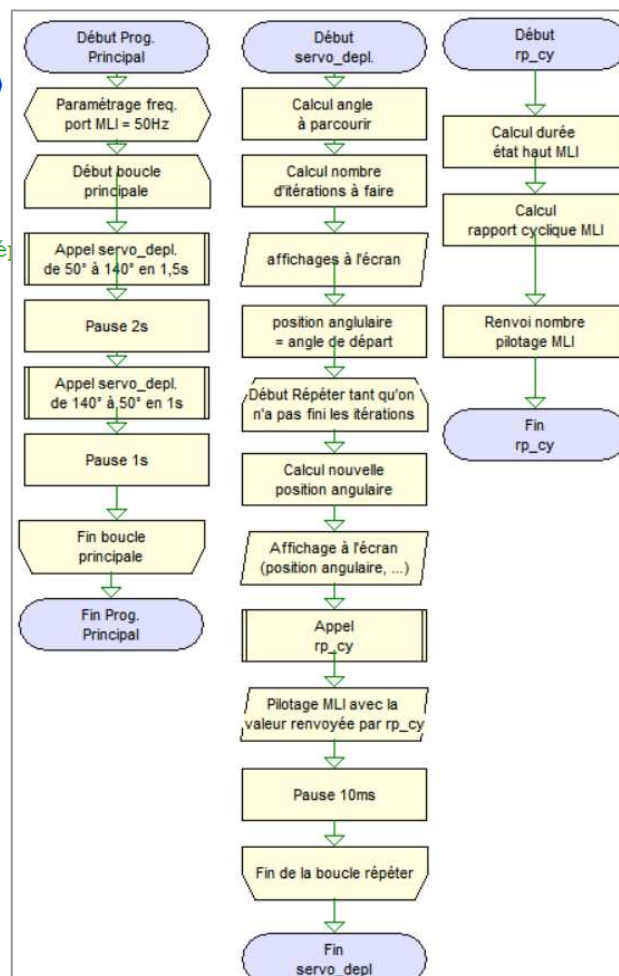 Début Prog.
Principal
Paramétrage freq.
port MLI = 50Hz
Début boucle
principale
Appel servo_depl.
de 50° à 140° en 1,5s
Pause 2s
Appel servo_depl.
de 140° à 50° en 1s
Pause 1s
Fin boucle
principale
Fin Prog.
Principal
Début
servo_depl.
Calcul angle
à parcourir
Calcul nombre
d'itérations à faire
affichages à l'écran
position anglulaire
= angle de départ
Début Répéter tant qu'on
n'a pas fini les itérations
Calcul nouvelle
position angulaire
Affichage à l'écran
(position angulaire, ...)
Appel
rp_cy
Pilotage MLI avec la
valeur renvoyée par rp_cy
Pause 10ms
Fin de la boucle répéter
Fin
servo_depl
Début
rp_cy
Calcul durée
état haut MLI
Calcul
rapport cyclique MLI
Renvoi nombre
pilotage MLI
Fin
rp_cy